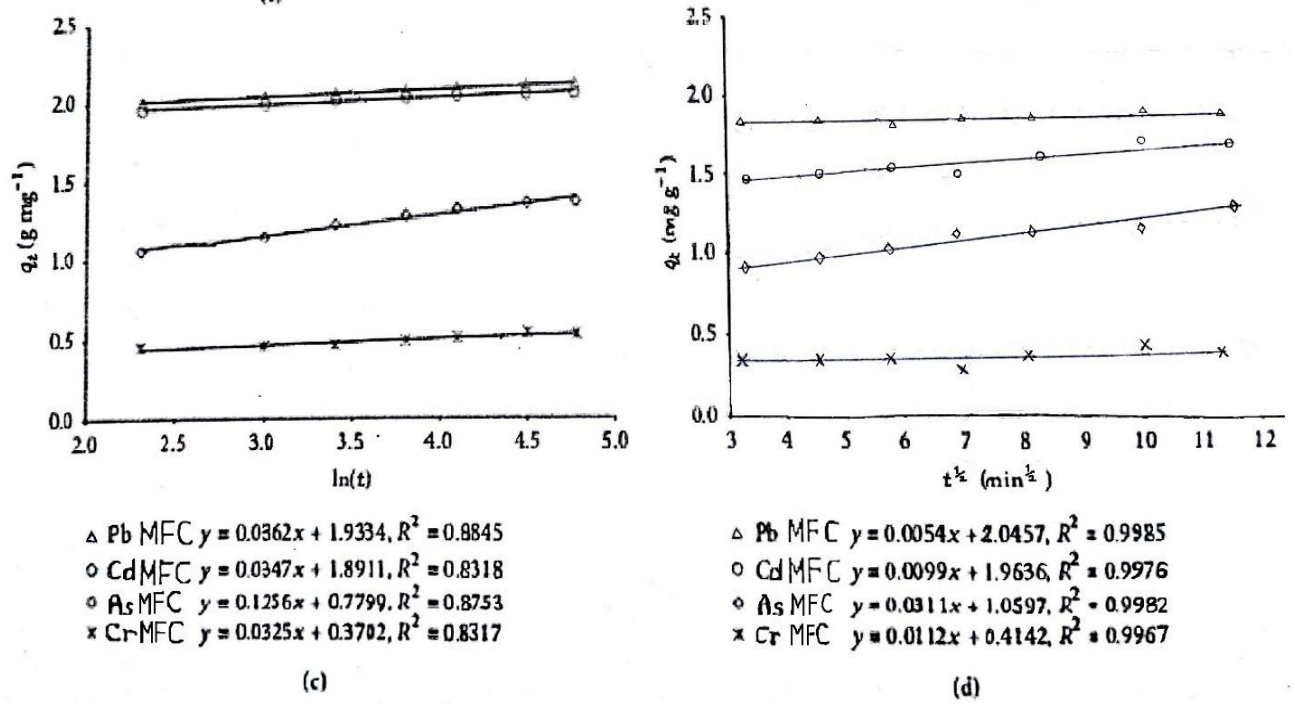 2.5
2.0
1.5
1.0
0.5
0.0
qt (g mg⁻¹)
2.0 2.5 3.0 3.5 4.0 4.5 5.0
ln(t)
△ Pb MFC y = 0.0362x + 1.9334, R² = 0.8845
○ Cd MFC y = 0.0347x + 1.8911, R² = 0.8318
◇ As MFC y = 0.1256x + 0.7799. R² = 0.8753
× Cr MFC y = 0.0325x + 0.3702, R² = 0.8317
(c)
2.5
2.0
1.5
1.0
0.5
0.0
qt (mg g⁻¹)
3 4 5 6 7 8 9 10 11 12
t^½ (min^½)
△ Pb MFC y = 0.0054x + 2.0457, R² = 0.9985
○ Cd MFC y = 0.0099x + 1.9636, R² = 0.9976
◇ As MFC y = 0.0311x + 1.0597, R² = 0.9982
× Cr MFC y = 0.0112x + 0.4142, R² = 0.9967
(d)